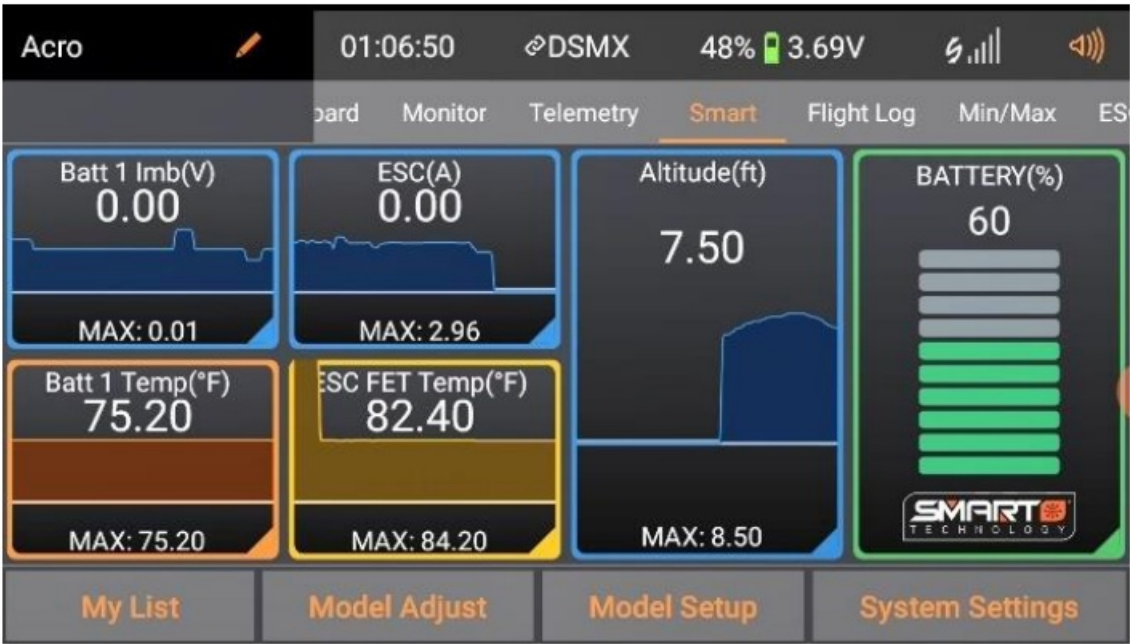 Acro 01:06:50 DSMX 48% 3.69V
oard Monitor Telemetry Smart Flight Log Min/Max ES
Batt 1 Imb(V)
0.00
MAX: 0.01
ESC(A)
0.00
MAX: 2.96
Altitude(ft)
7.50
MAX: 8.50
BATTERY(%)
60
SMART
TECHNOLOGY
Batt 1 Temp(°F)
75.20
MAX: 75.20
ESC FET Temp(°F)
82.40
MAX: 84.20
My List Model Adjust Model Setup System Settings